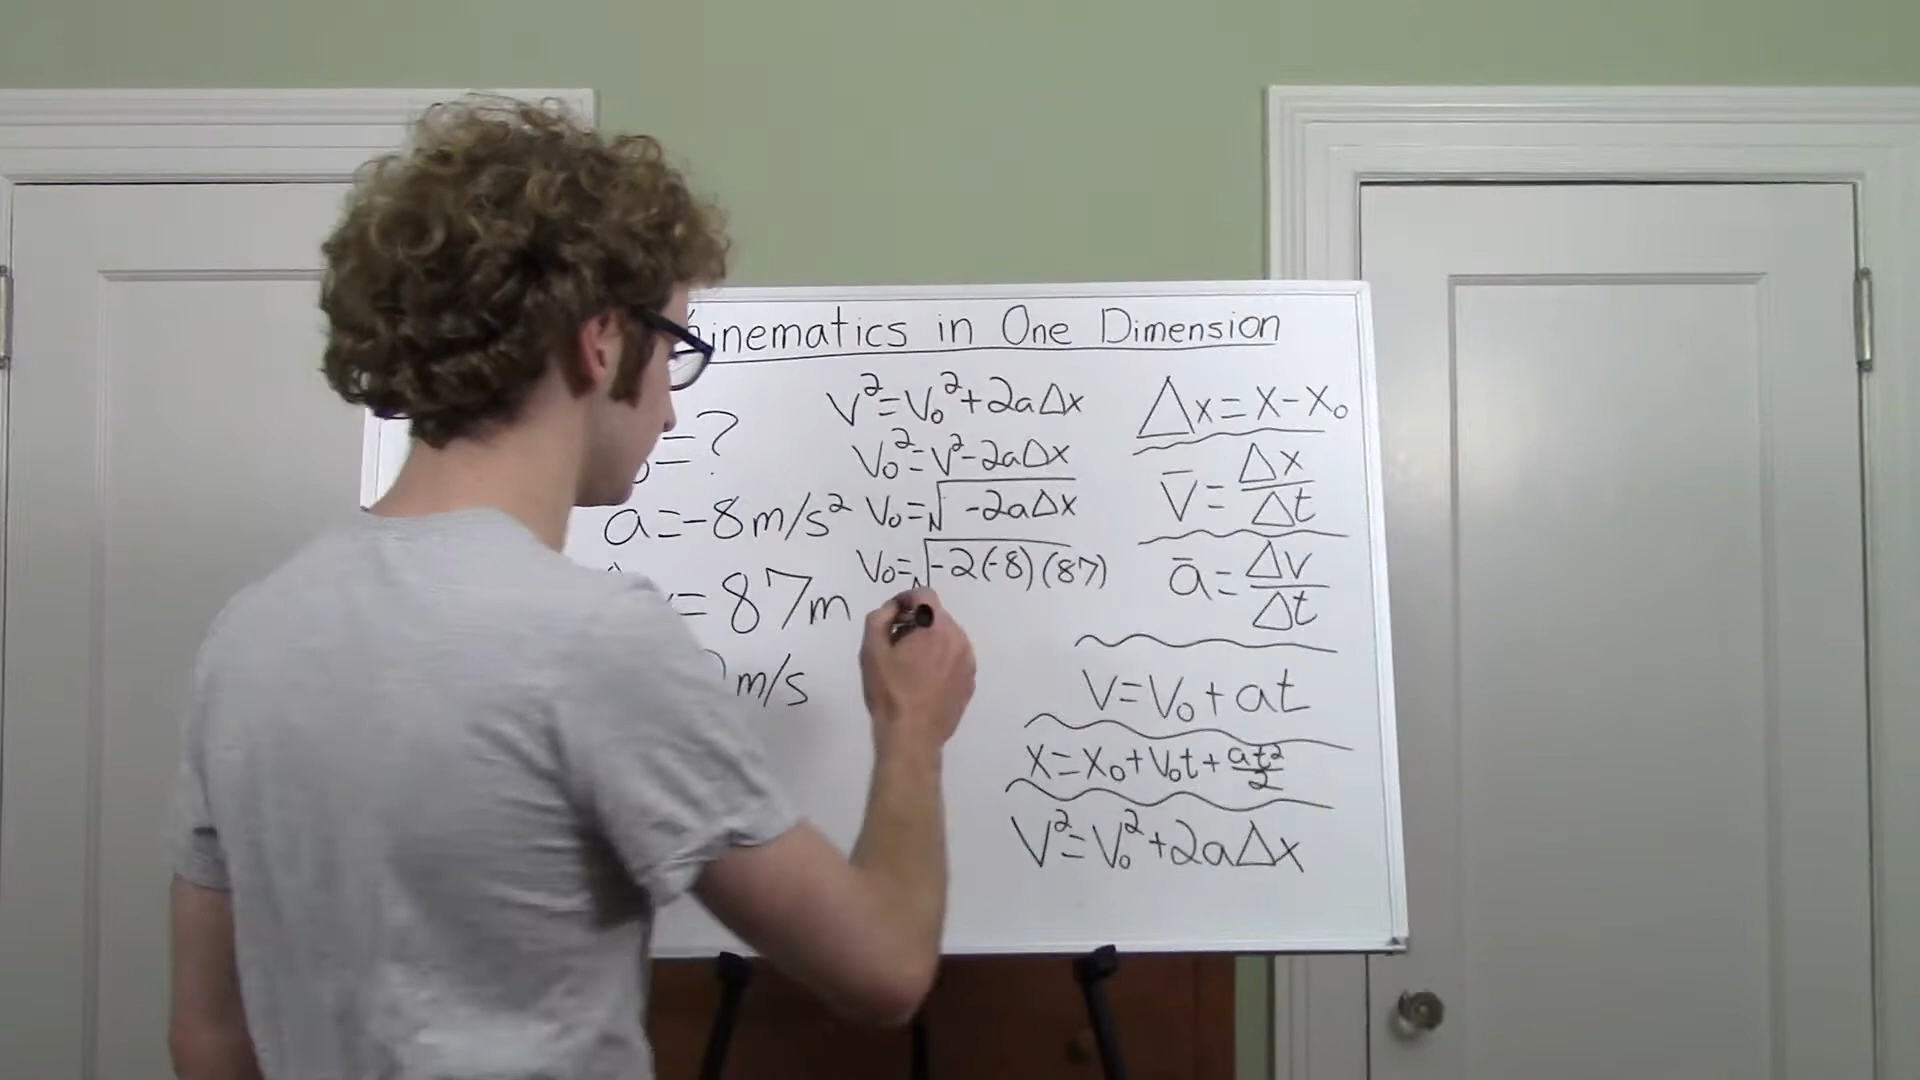 inematics in One Dimension
=?
a=-8m/s²
=87m
m/s
V²=V₀²+2aΔx
V₀²=V²-2aΔx
V₀=√-2aΔx
V₀=√-2(-8)(87)
Δx=X-X₀
V̄=Δx/Δt
ā=Δv/Δt
V=V₀+at
X=X₀+V₀t+at²/2
V²=V₀²+2aΔx